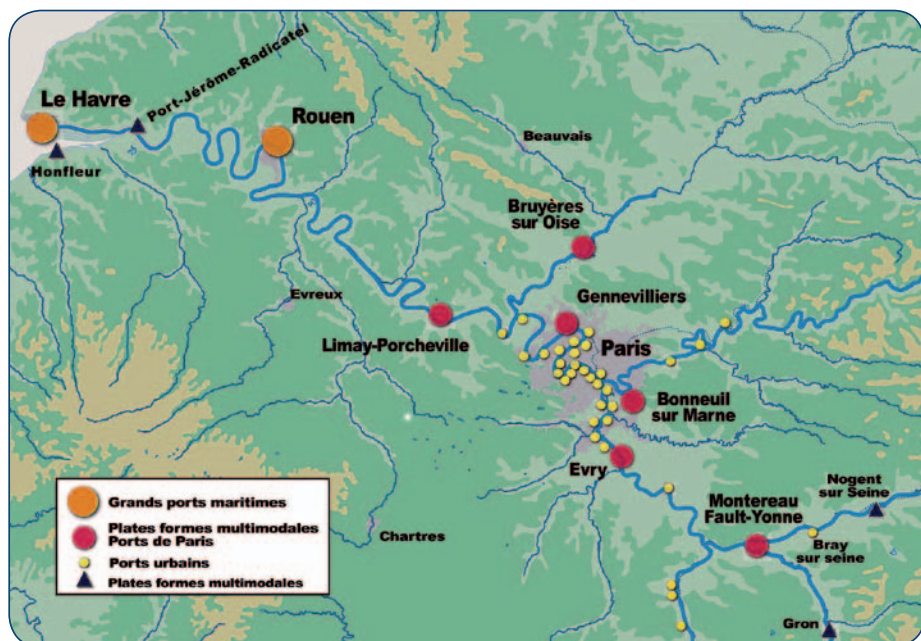 Le Havre
Port-Jérôme-Radicatel
Rouen
Honfleur
Beauvais
Bruyères
sur Oise
Evreux
Gennevilliers
Limay-Porcheville
Paris
Bonneuil
sur Marne
Evry
Nogent
sur Seine
Montereau
Fault-Yonne
Bray
sur seine
Chartres
Gron
Grands ports maritimes
Plates formes multimodales
Ports de Paris
Ports urbains
Plates formes multimodales